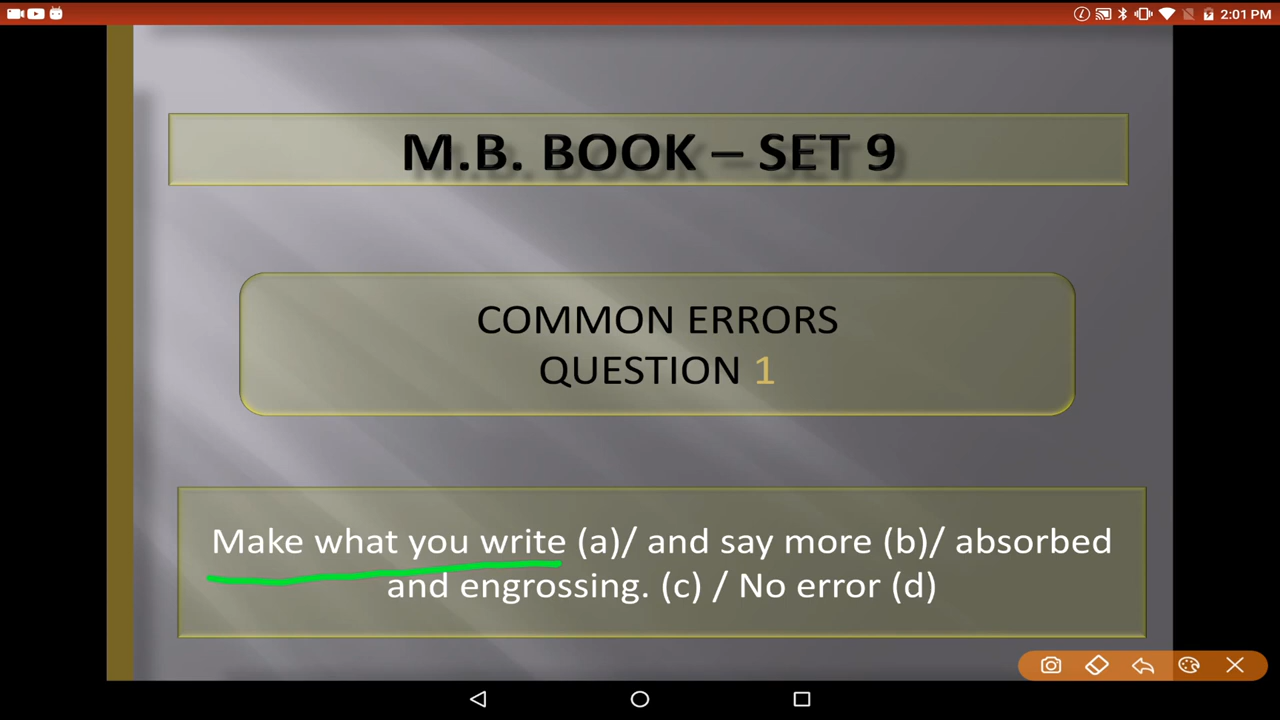 2:01 PM
M.B. BOOK – SET 9
COMMON ERRORS
QUESTION 1
Make what you write (a)/ and say more (b)/ absorbed
and engrossing. (c) / No error (d)